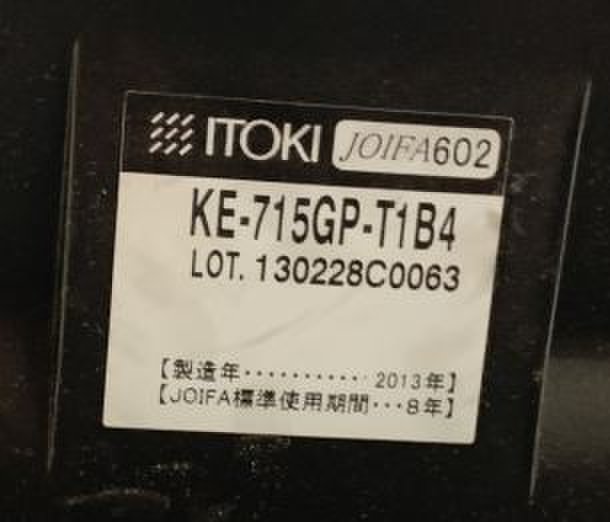 ITOKI JOIFA602
KE-715GP-T1B4
LOT. 130228C0063
【製造年・・・・・・・・・・ 2013年】
【JOIFA標準使用期間・・・8年】